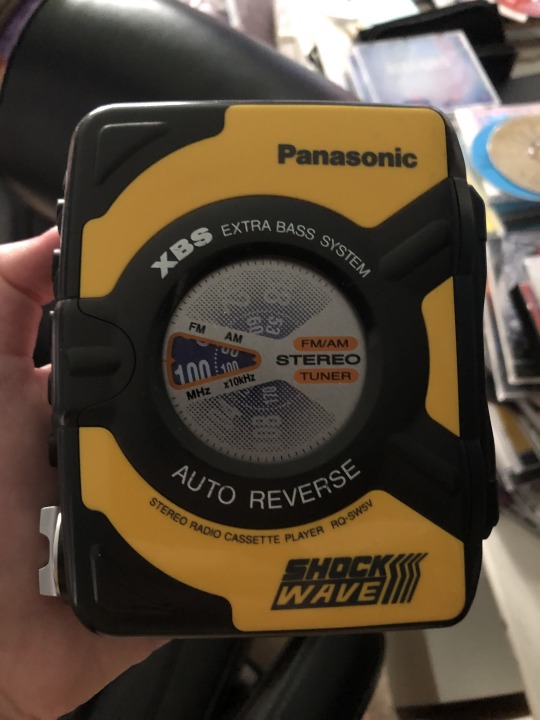 Panasonic
XBS EXTRA BASS SYSTEM
FM AM
100 100
MHz x10kHz
FM/AM
STEREO
TUNER
AUTO REVERSE
STEREO RADIO CASSETTE PLAYER RQ-SW5V
SHOCK
WAVE